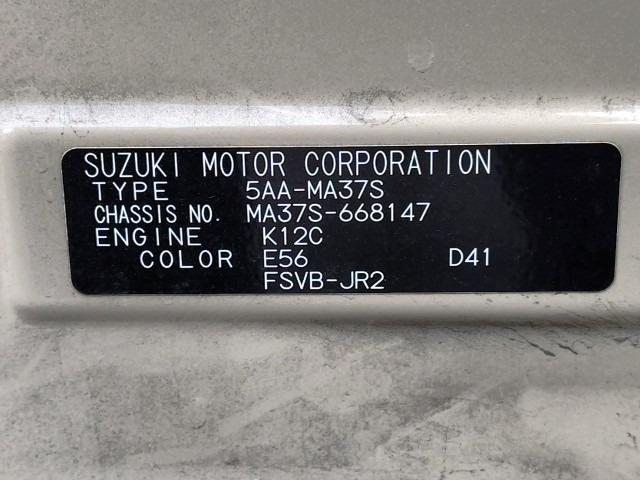 SUZUKI MOTOR CORPORATION
TYPE 5AA-MA37S
CHASSIS NO. MA37S-668147
ENGINE K12C
COLOR E56 D41
FSVB-JR2